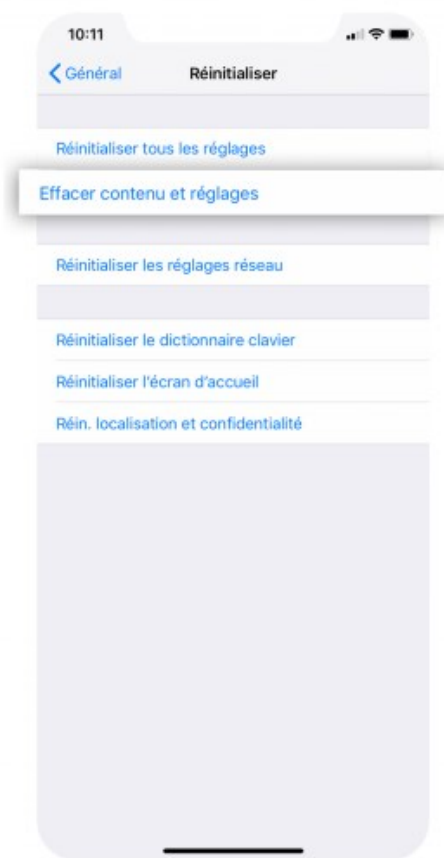 10:11
Général
Réinitialiser
Réinitialiser tous les réglages
Effacer contenu et réglages
Réinitialiser les réglages réseau
Réinitialiser le dictionnaire clavier
Réinitialiser l'écran d'accueil
Réin. localisation et confidentialité